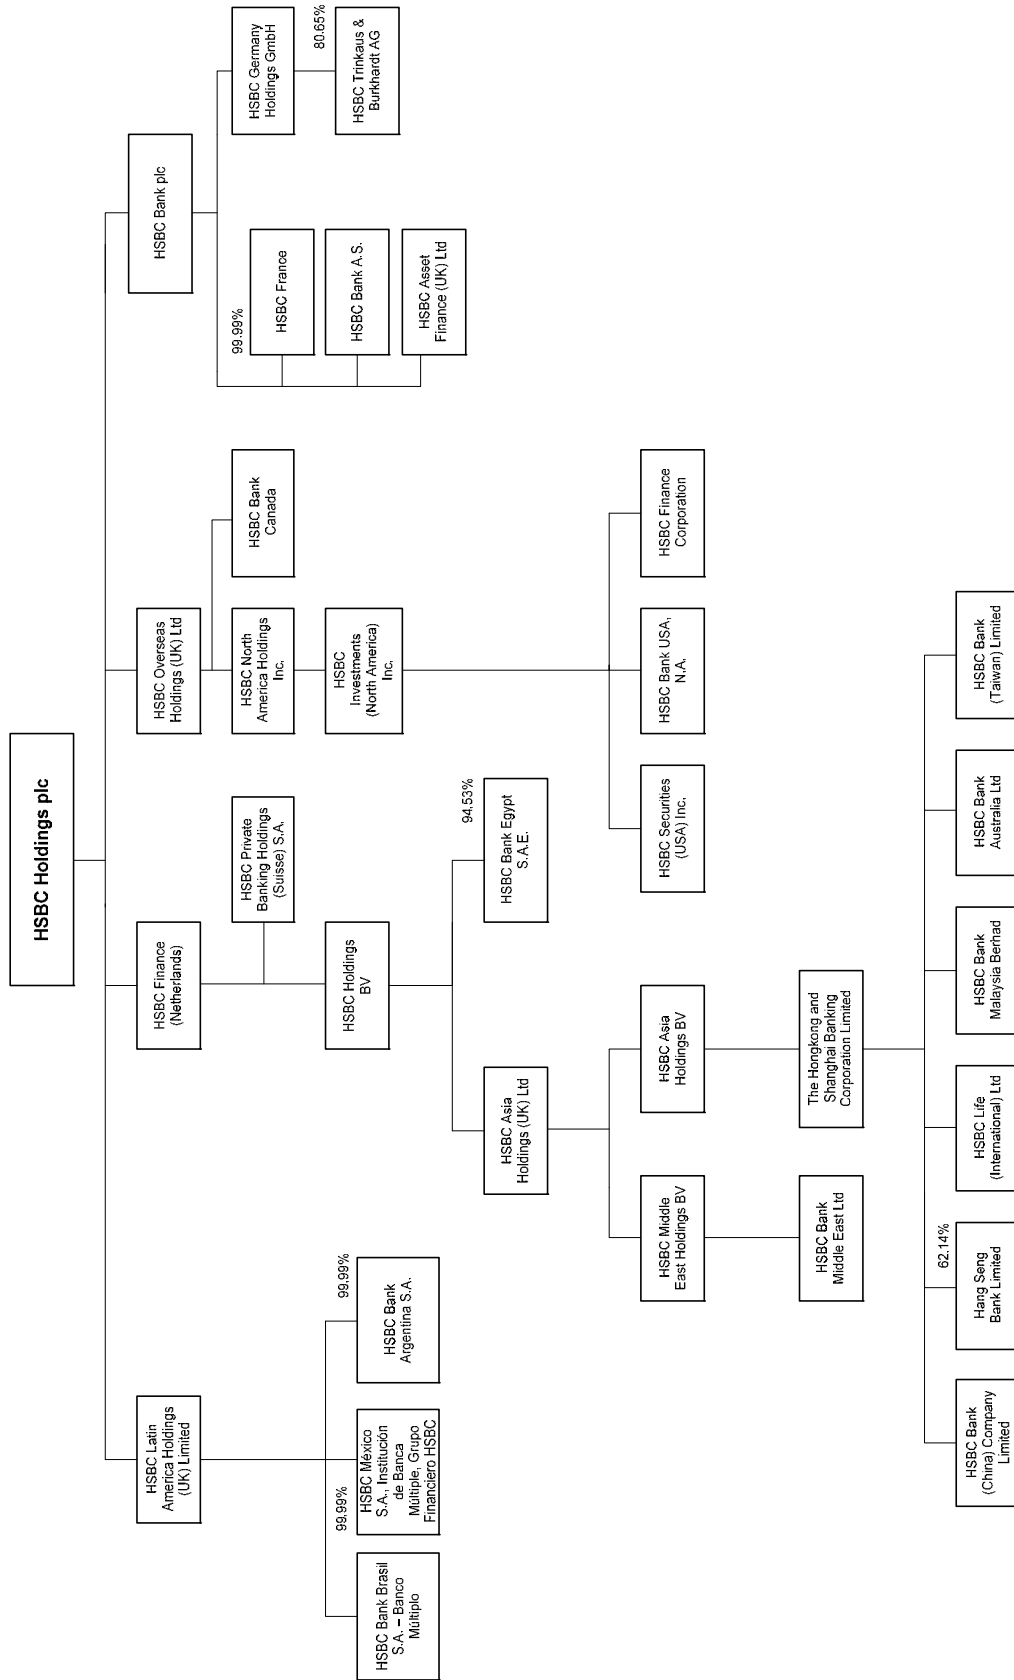 HSBC Holdings plc
HSBC Latin
America Holdings
(UK) Limited
HSBC Finance
(Netherlands)
HSBC Overseas
Holdings (UK) Ltd
HSBC Bank plc
HSBC Private
Banking Holdings
(Suisse) S.A.
HSBC North
America Holdings
Inc.
HSBC Bank
Canada
HSBC Germany
Holdings GmbH
99.99%
HSBC France
HSBC Bank A.S.
HSBC Asset
Finance (UK) Ltd
80.65%
HSBC Trinkaus &
Burkhardt AG
HSBC Bank Brasil
S.A. – Banco
Múltiplo
99.99%
HSBC México
S.A., Institución
de Banca
Múltiple, Grupo
Financiero HSBC
99.99%
HSBC Bank
Argentina S.A.
HSBC Holdings
BV
HSBC
Investments
(North America)
Inc.
HSBC Asia
Holdings (UK) Ltd
94.53%
HSBC Bank Egypt
S.A.E.
HSBC Middle
East Holdings BV
HSBC Asia
Holdings BV
HSBC Securities
(USA) Inc.
HSBC Bank USA,
N.A.
HSBC Finance
Corporation
HSBC Bank
Middle East Ltd
The Hongkong and
Shanghai Banking
Corporation Limited
HSBC Bank
(China) Company
Limited
62.14%
Hang Seng
Bank Limited
HSBC Life
(International) Ltd
HSBC Bank
Malaysia Berhad
HSBC Bank
Australia Ltd
HSBC Bank
(Taiwan) Limited